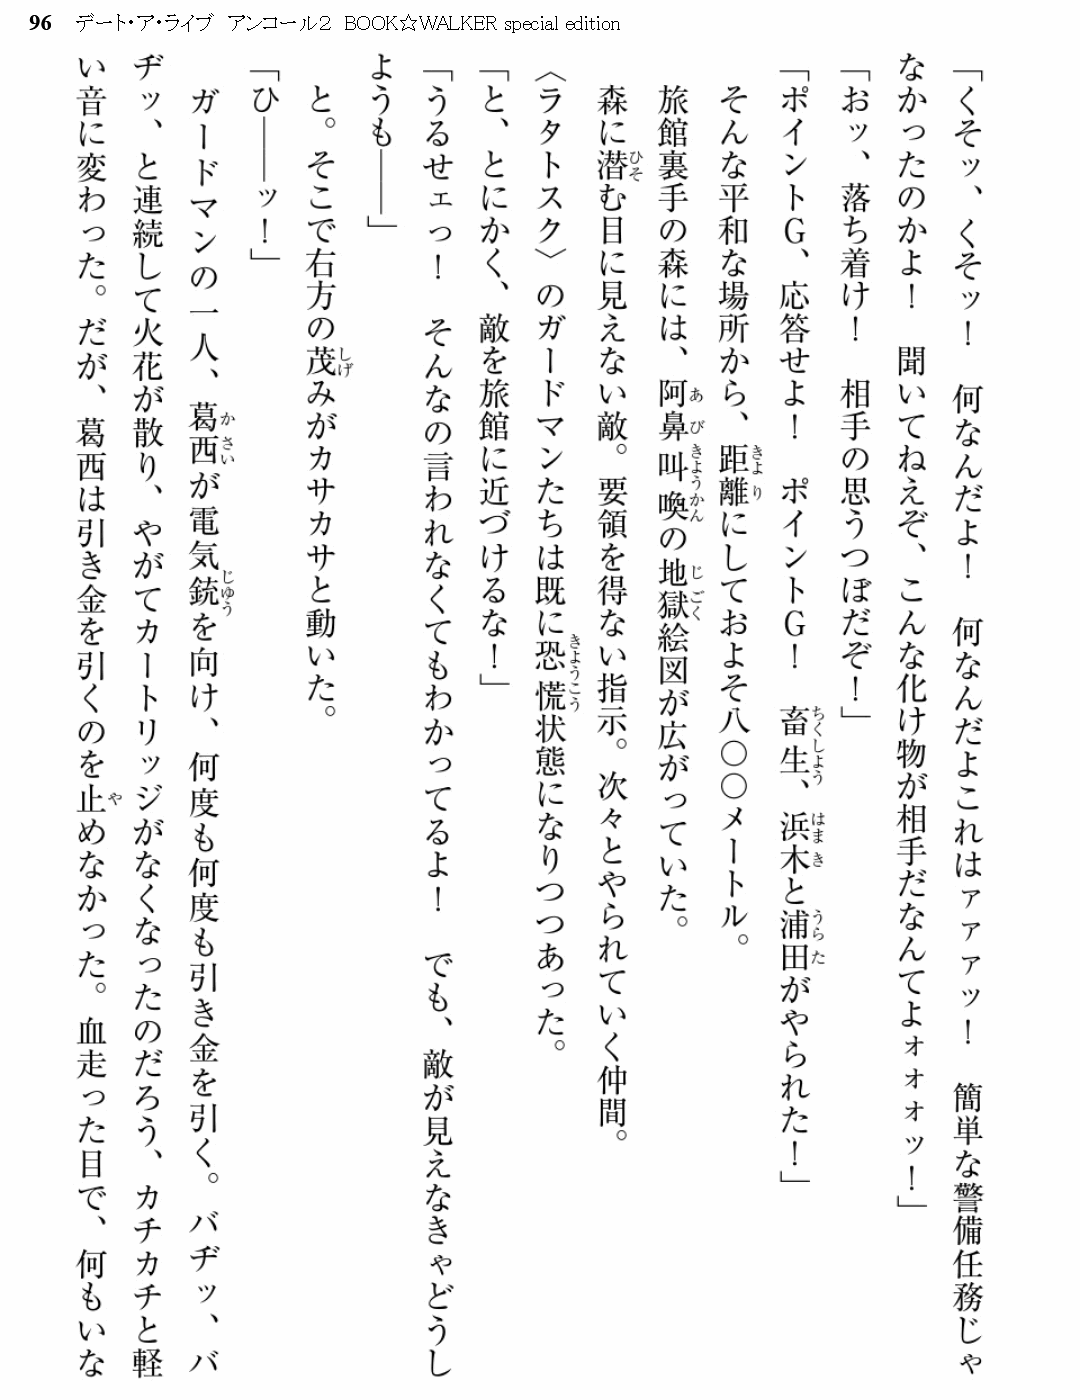 96　デート・ア・ライブ　アンコール2　BOOK☆WALKER special edition
「くそッ、くそッ！　何なんだよ！　何なんだよこれはァァァッ！　簡単な警備任務じゃ
なかったのかよ！　聞いてねえぞ、こんな化け物が相手だなんてよォォォッ！」
「おッ、落ち着け！　相手の思うつぼだぞ！」
「ポイントG、応答せよ！　ポイントG！　畜生、浜木と浦田がやられた！」
　そんな平和な場所から、距離にしておよそ八〇〇メートル。
　旅館裏手の森には、阿鼻叫喚の地獄絵図が広がっていた。
　森に潜む目に見えない敵。要領を得ない指示。次々とやられていく仲間。
〈ラタトスク〉のガードマンたちは既に恐慌状態になりつつあった。
「と、とにかく、敵を旅館に近づけるな！」
「うるせェっ！　そんなの言われなくてもわかってるよ！　でも、敵が見えなきゃどうし
ようも――」
　と。そこで右方の茂みがカサカサと動いた。
「ひ――ッ！」
　ガードマンの一人、葛西が電気銃を向け、何度も何度も引き金を引く。バヂッ、バ
ヂッ、と連続して火花が散り、やがてカートリッジがなくなったのだろう、カチカチと軽
い音に変わった。だが、葛西は引き金を引くのを止めなかった。血走った目で、何もいな